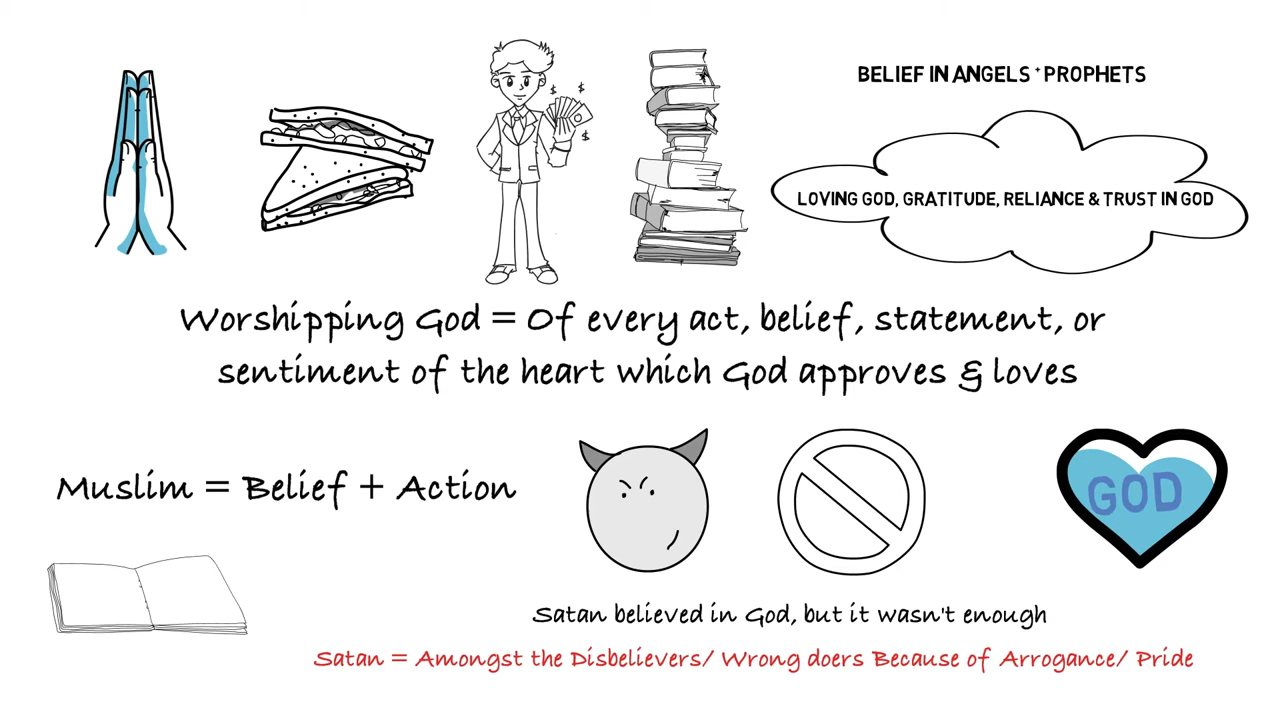 BELIEF IN ANGELS + PROPHETS
LOVING GOD, GRATITUDE, RELIANCE & TRUST IN GOD
Worshipping God = Of every act, belief, statement, or
sentiment of the heart which God approves & loves
Muslim = Belief + Action
GOD
Satan believed in God, but it wasn't enough
Satan = Amongst the Disbelievers/ Wrong doers Because of Arrogance/ Pride